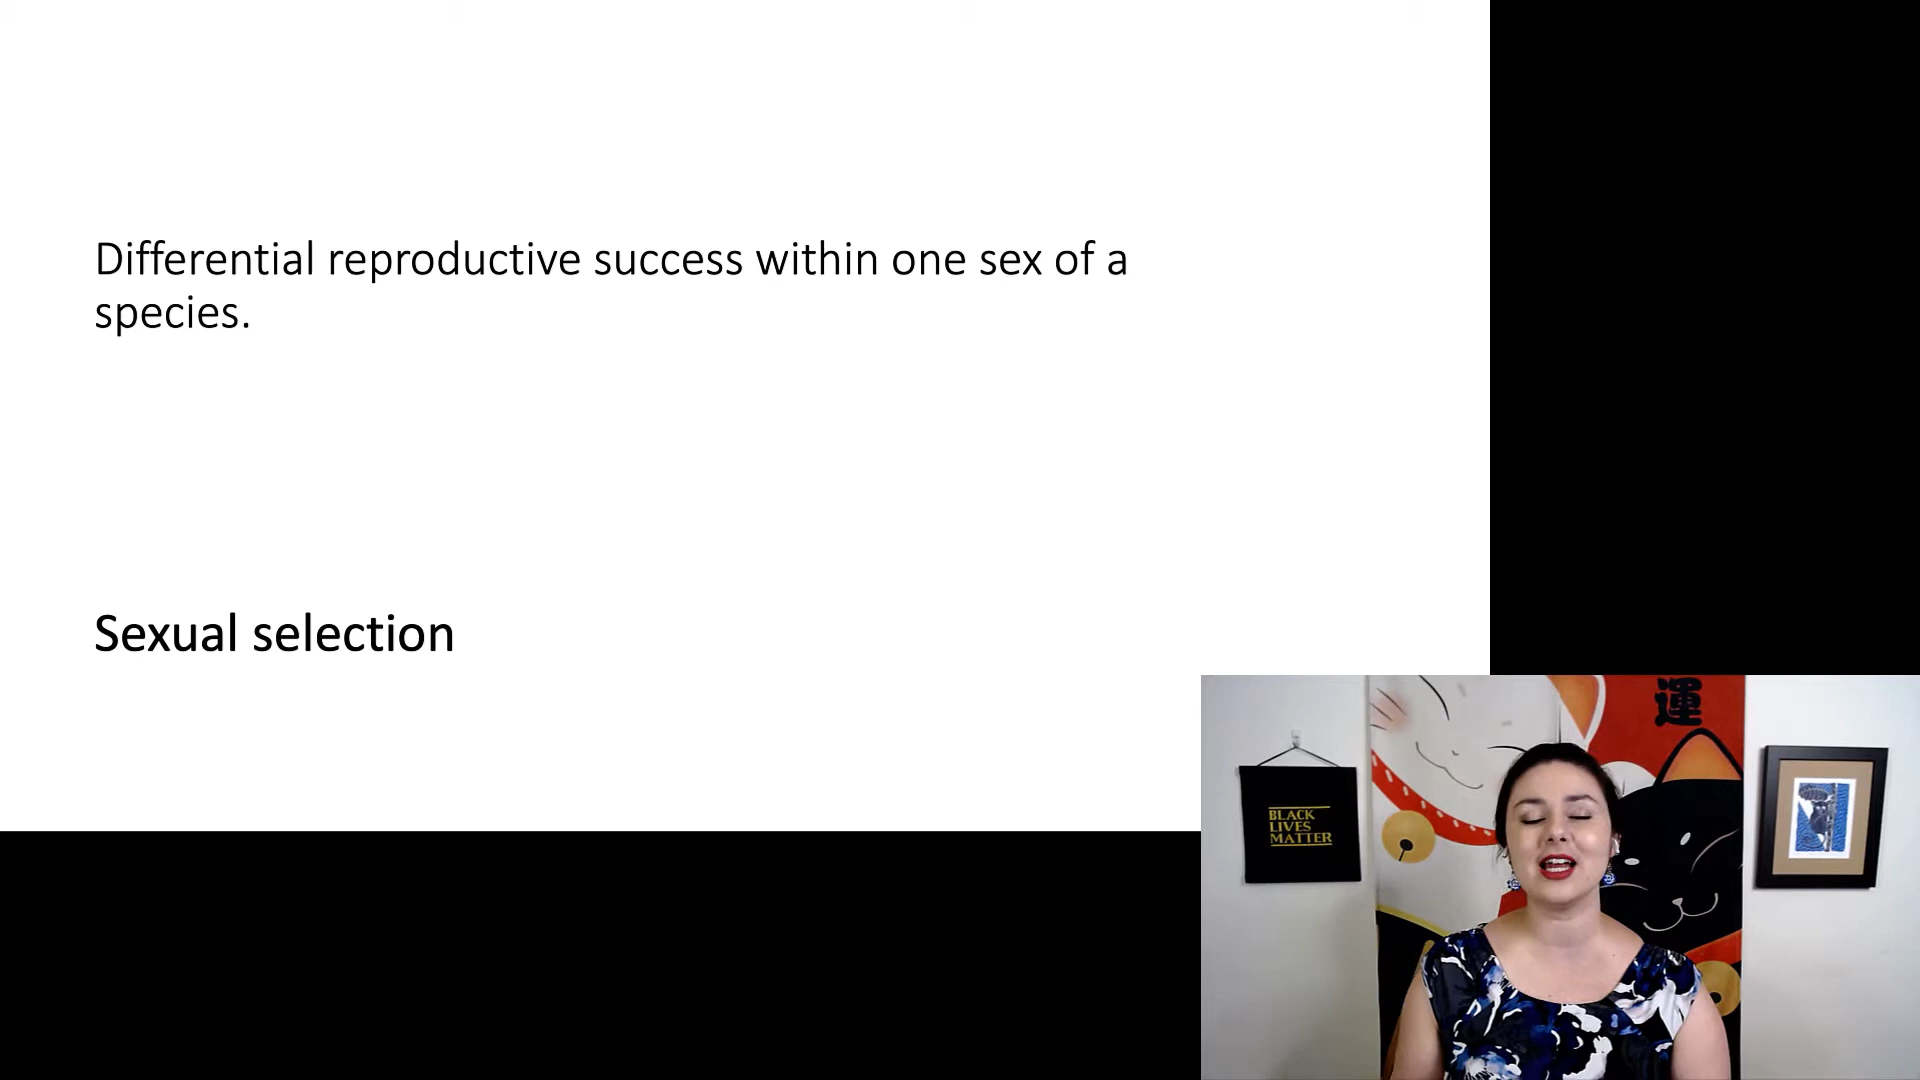 Differential reproductive success within one sex of a
species.
Sexual selection
運
BLACK
LIVES
MATTER